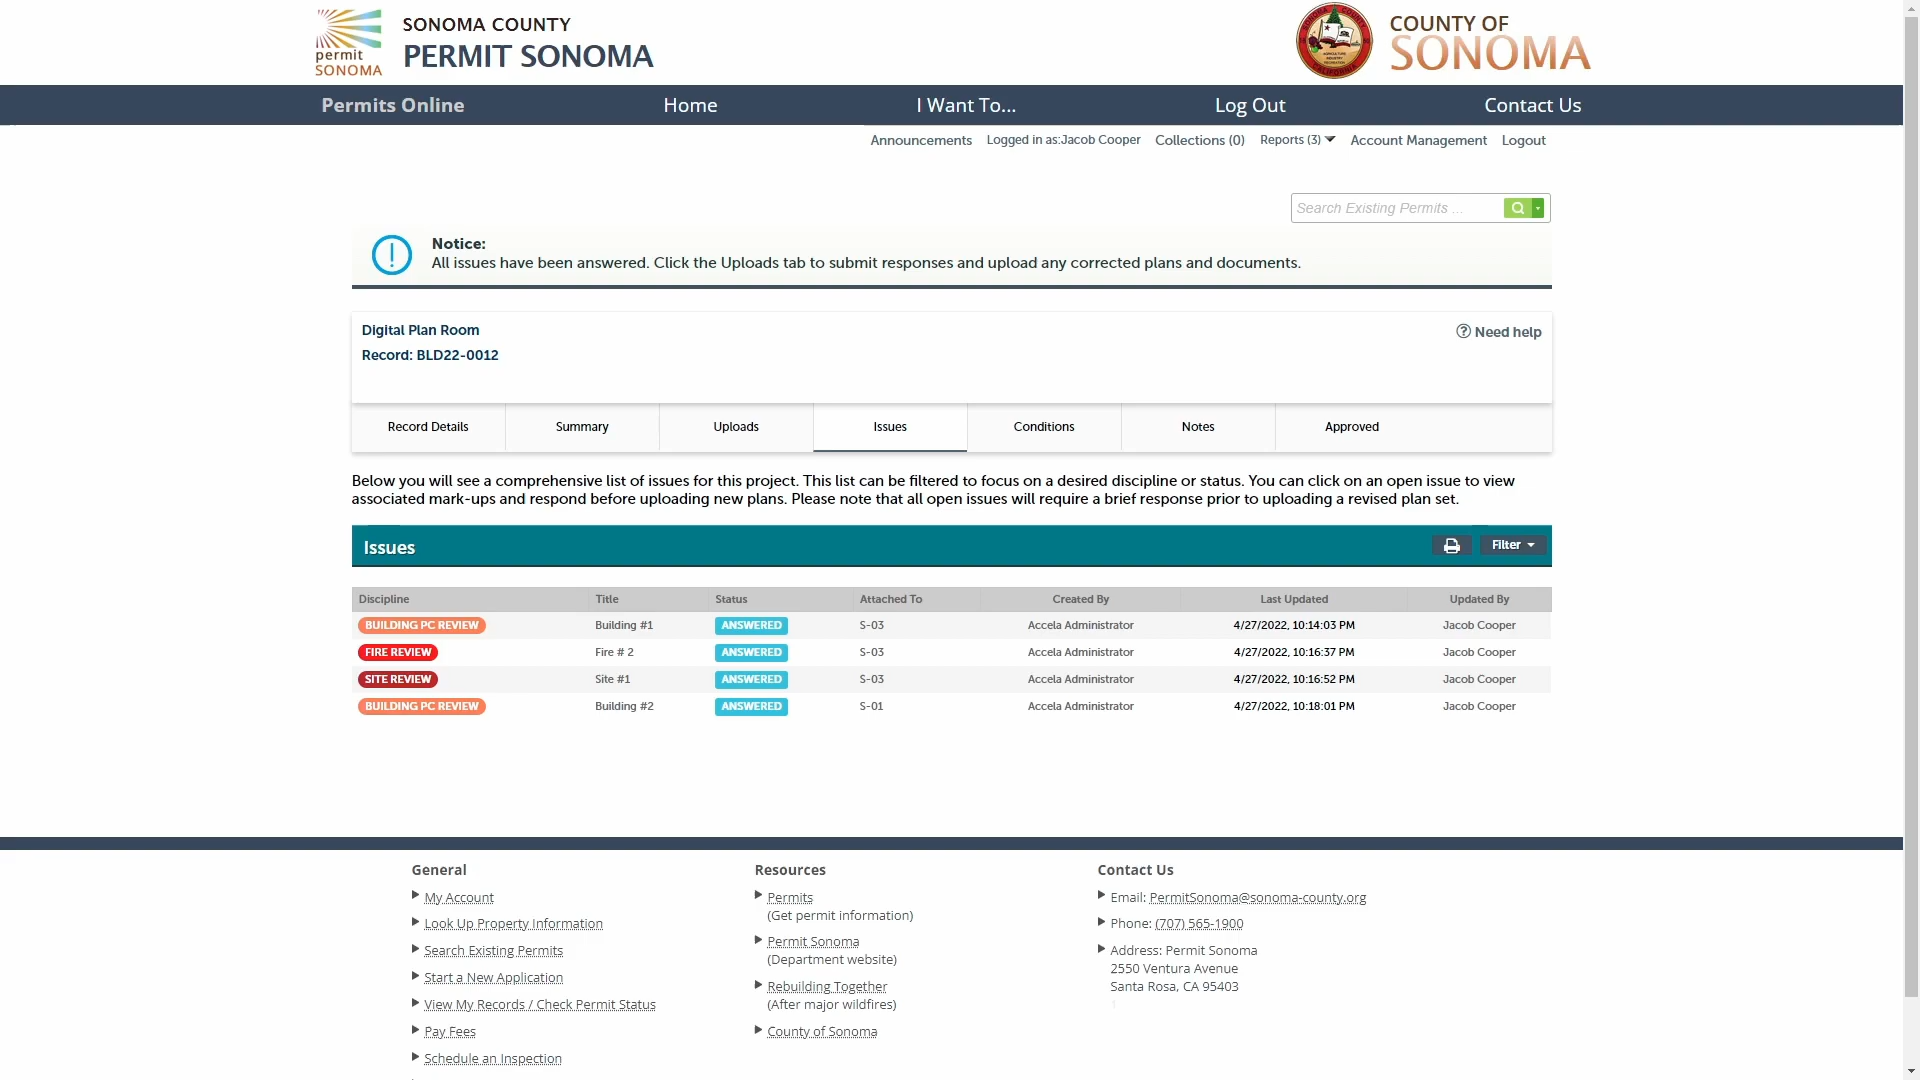 permit
SONOMA
SONOMA COUNTY
PERMIT SONOMA
COUNTY OF
SONOMA
Permits Online Home I Want To... Log Out Contact Us
Announcements Logged in as:Jacob Cooper Collections (0) Reports (3) Account Management Logout
Search Existing Permits ...
Notice:
All issues have been answered. Click the Uploads tab to submit responses and upload any corrected plans and documents.
Digital Plan Room
Need help
Record: BLD22-0012
Record Details Summary Uploads Issues Conditions Notes Approved
Below you will see a comprehensive list of issues for this project. This list can be filtered to focus on a desired discipline or status. You can click on an open issue to view
associated mark-ups and respond before uploading new plans. Please note that all open issues will require a brief response prior to uploading a revised plan set.
Issues Filter
Discipline Title Status Attached To Created By Last Updated Updated By
BUILDING PC REVIEW Building #1 ANSWERED S-03 Accela Administrator 4/27/2022, 10:14:03 PM Jacob Cooper
FIRE REVIEW Fire # 2 ANSWERED S-03 Accela Administrator 4/27/2022, 10:16:37 PM Jacob Cooper
SITE REVIEW Site #1 ANSWERED S-03 Accela Administrator 4/27/2022, 10:16:52 PM Jacob Cooper
BUILDING PC REVIEW Building #2 ANSWERED S-01 Accela Administrator 4/27/2022, 10:18:01 PM Jacob Cooper
General
My Account
Look Up Property Information
Search Existing Permits
Start a New Application
View My Records / Check Permit Status
Pay Fees
Schedule an Inspection
Resources
Permits
(Get permit information)
Permit Sonoma
(Department website)
Rebuilding Together
(After major wildfires)
County of Sonoma
Contact Us
Email: PermitSonoma@sonoma-county.org
Phone: (707) 565-1900
Address: Permit Sonoma
2550 Ventura Avenue
Santa Rosa, CA 95403